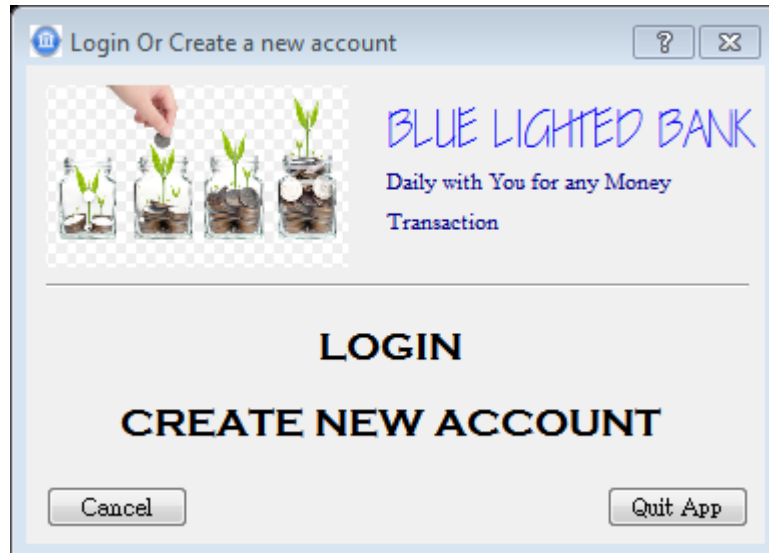 Login Or Create a new account
BLUE LIGHTED BANK
Daily with You for any Money
Transaction
LOGIN
CREATE NEW ACCOUNT
Cancel
Quit App